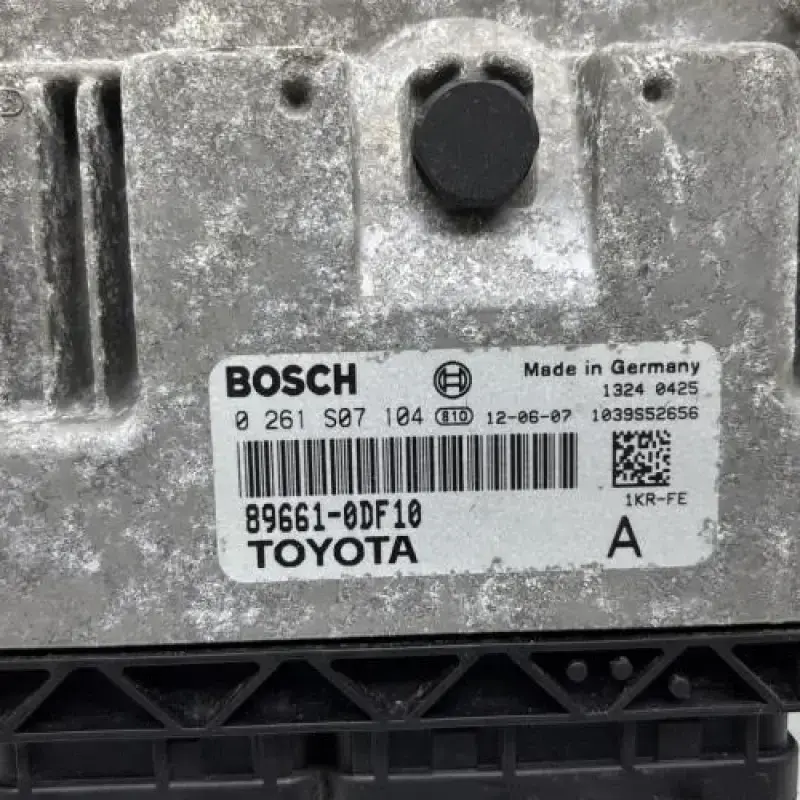 BOSCH Made in Germany
1324 0425
0 261 S07 104 810 12-06-07 1039S52656
1KR-FE
89661-0DF10
TOYOTA A